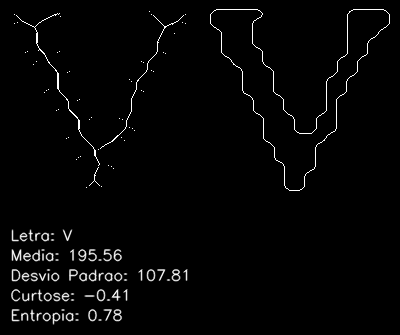 V V
Letra: V
Media: 195.56
Desvio Padrao: 107.81
Curtose: -0.41
Entropia: 0.78